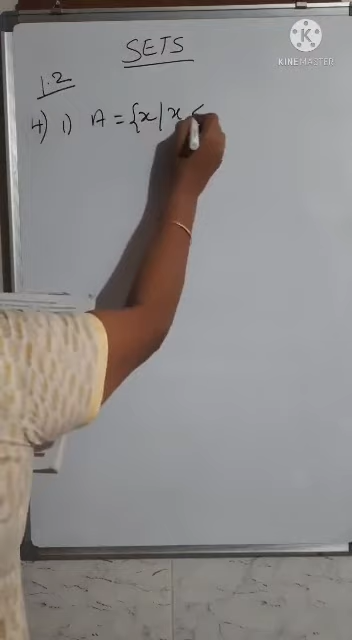 SETS
KINEMASTER
1.2
4) 1) A = {x / x